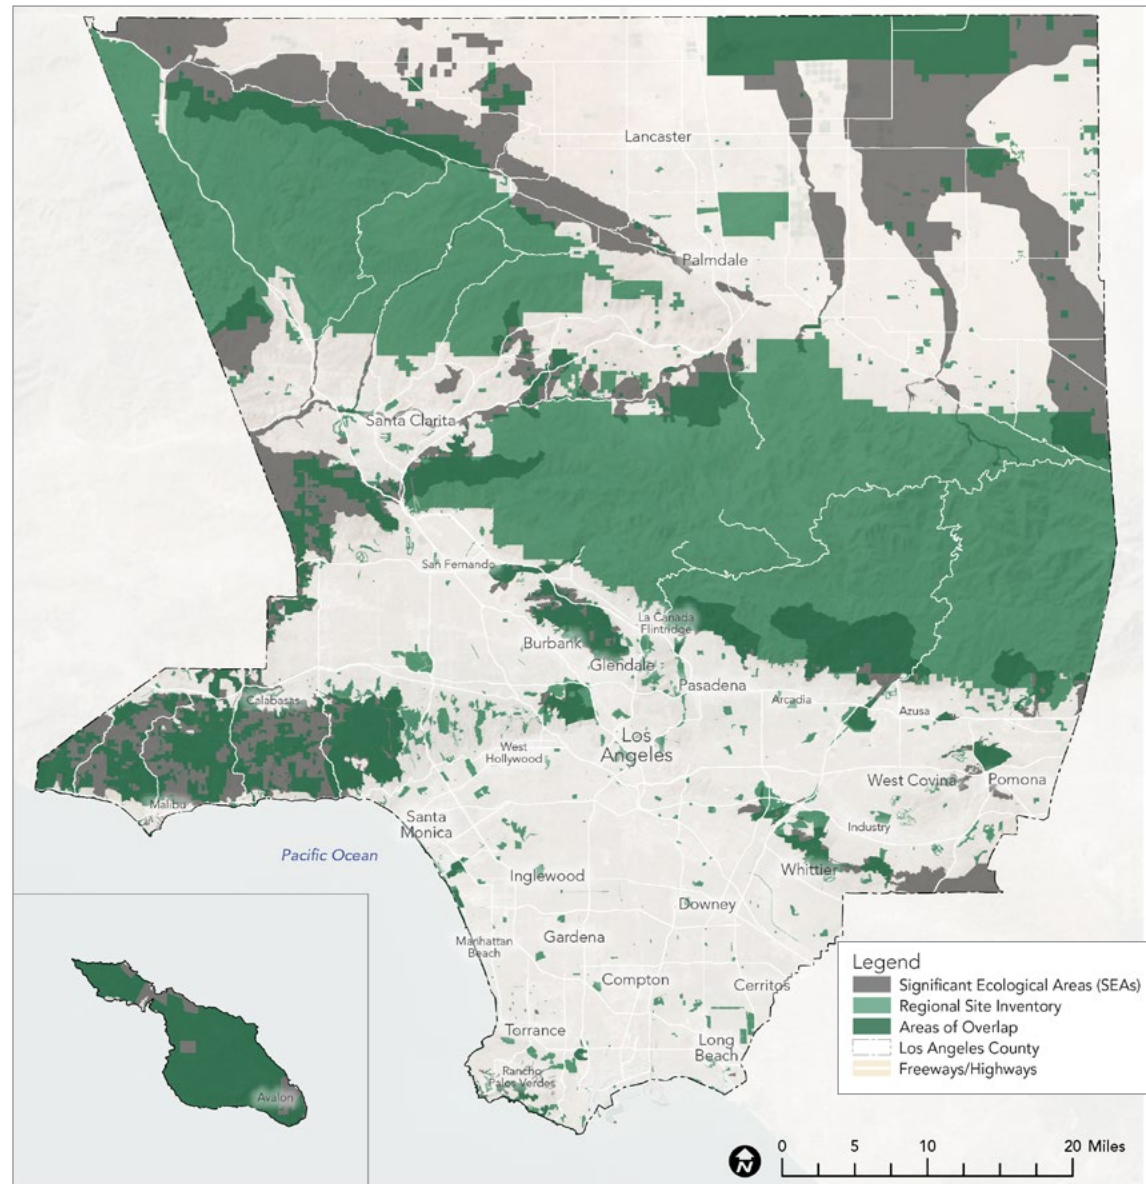 Lancaster
Palmdale
Santa Clarita
San Fernando
La Canada
Flintridge
Burbank
Glendale
Pasadena
Arcadia
Azusa
Calabasas
Los
Angeles
West
Hollywood
West Covina
Pomona
Malibu
Santa
Monica
Industry
Pacific Ocean
Whittier
Inglewood
Downey
Manhattan
Beach
Gardena
Compton
Cerritos
Torrance
Long
Beach
Rancho
Palos Verdes
Avalon
Legend
Significant Ecological Areas (SEAs)
Regional Site Inventory
Areas of Overlap
Los Angeles County
Freeways/Highways
N
0 5 10 20 Miles